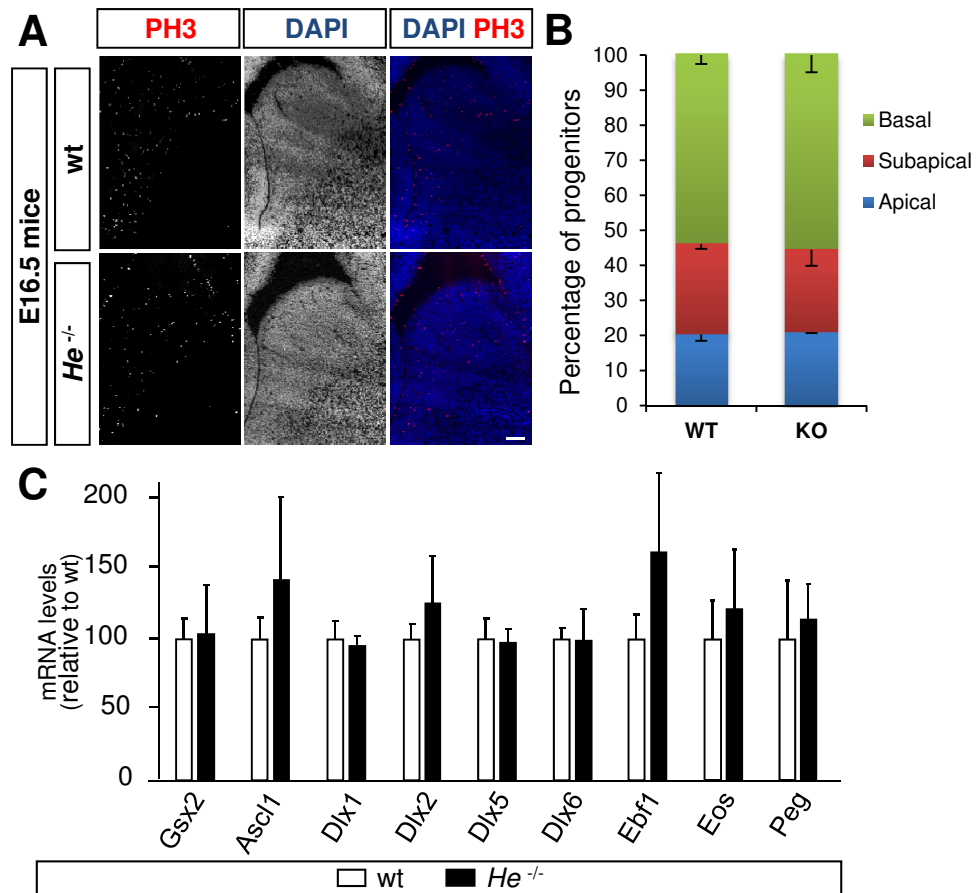 A
PH3
DAPI
DAPI PH3
E16.5 mice
wt
He -/-
B
Percentage of progenitors
100
90
80
70
60
50
40
30
20
10
0
WT
KO
Basal
Subapical
Apical
C
mRNA levels
(relative to wt)
200
150
100
50
0
Gsx2
Ascl1
Dlx1
Dlx2
Dlx5
Dlx6
Ebf1
Eos
Peg
wt
He -/-